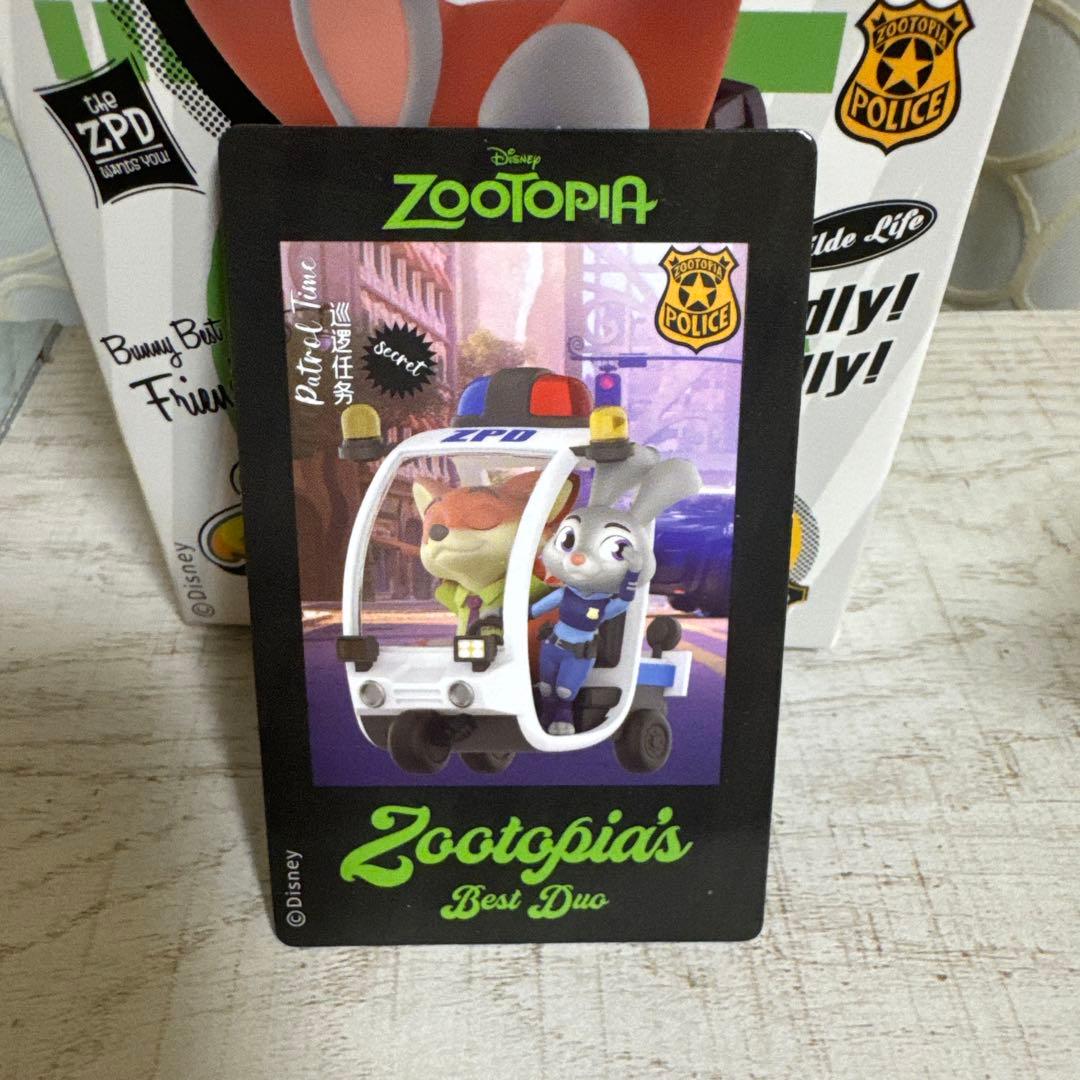 the
ZPD
WANTS YOU!
ZOOTOPIA
POLICE
ilde Life
dly!
lly!
Bunny Best
Frien
©Disney
Disney
ZOOTOPIA
Patrol Time
巡逻任务
secret
ZOOTOPIA
POLICE
ZPD
Zootopia's
Best Duo
©Disney